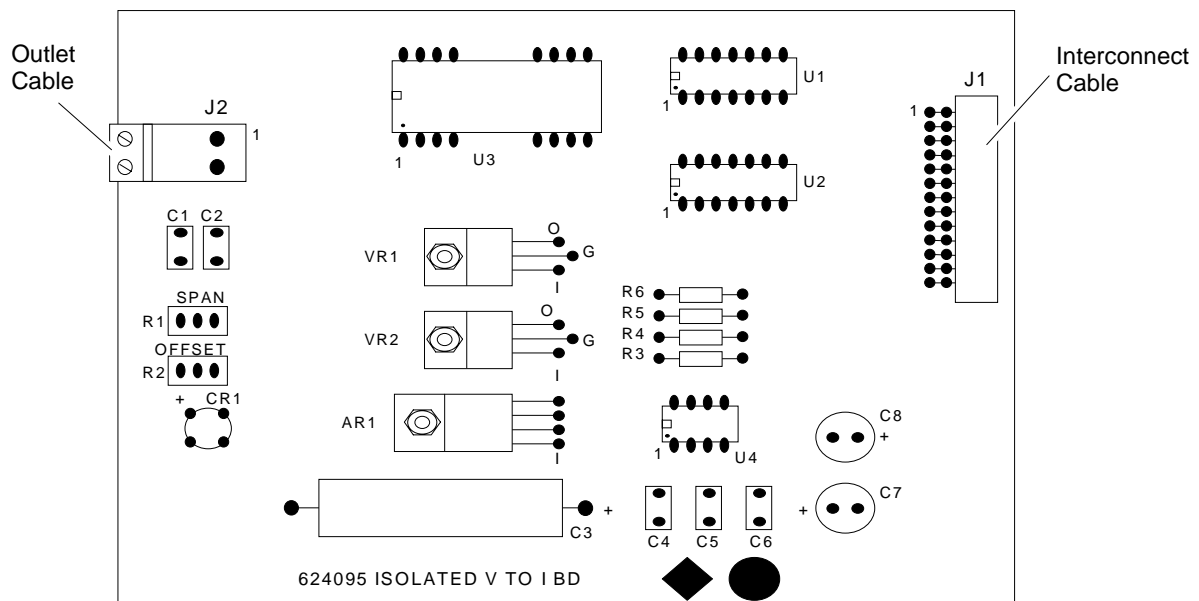 Outlet
Cable
Interconnect
Cable
J2
1
1
U3
1
U1
1
U2
J1
1
C1 C2
SPAN
R1
OFFSET
R2
+ CR1
VR1
O
G
I
VR2
O
G
I
AR1
I
R6
R5
R4
R3
1
U4
C8
+
C7
+
C3
+
C4 C5 C6
624095 ISOLATED V TO I BD